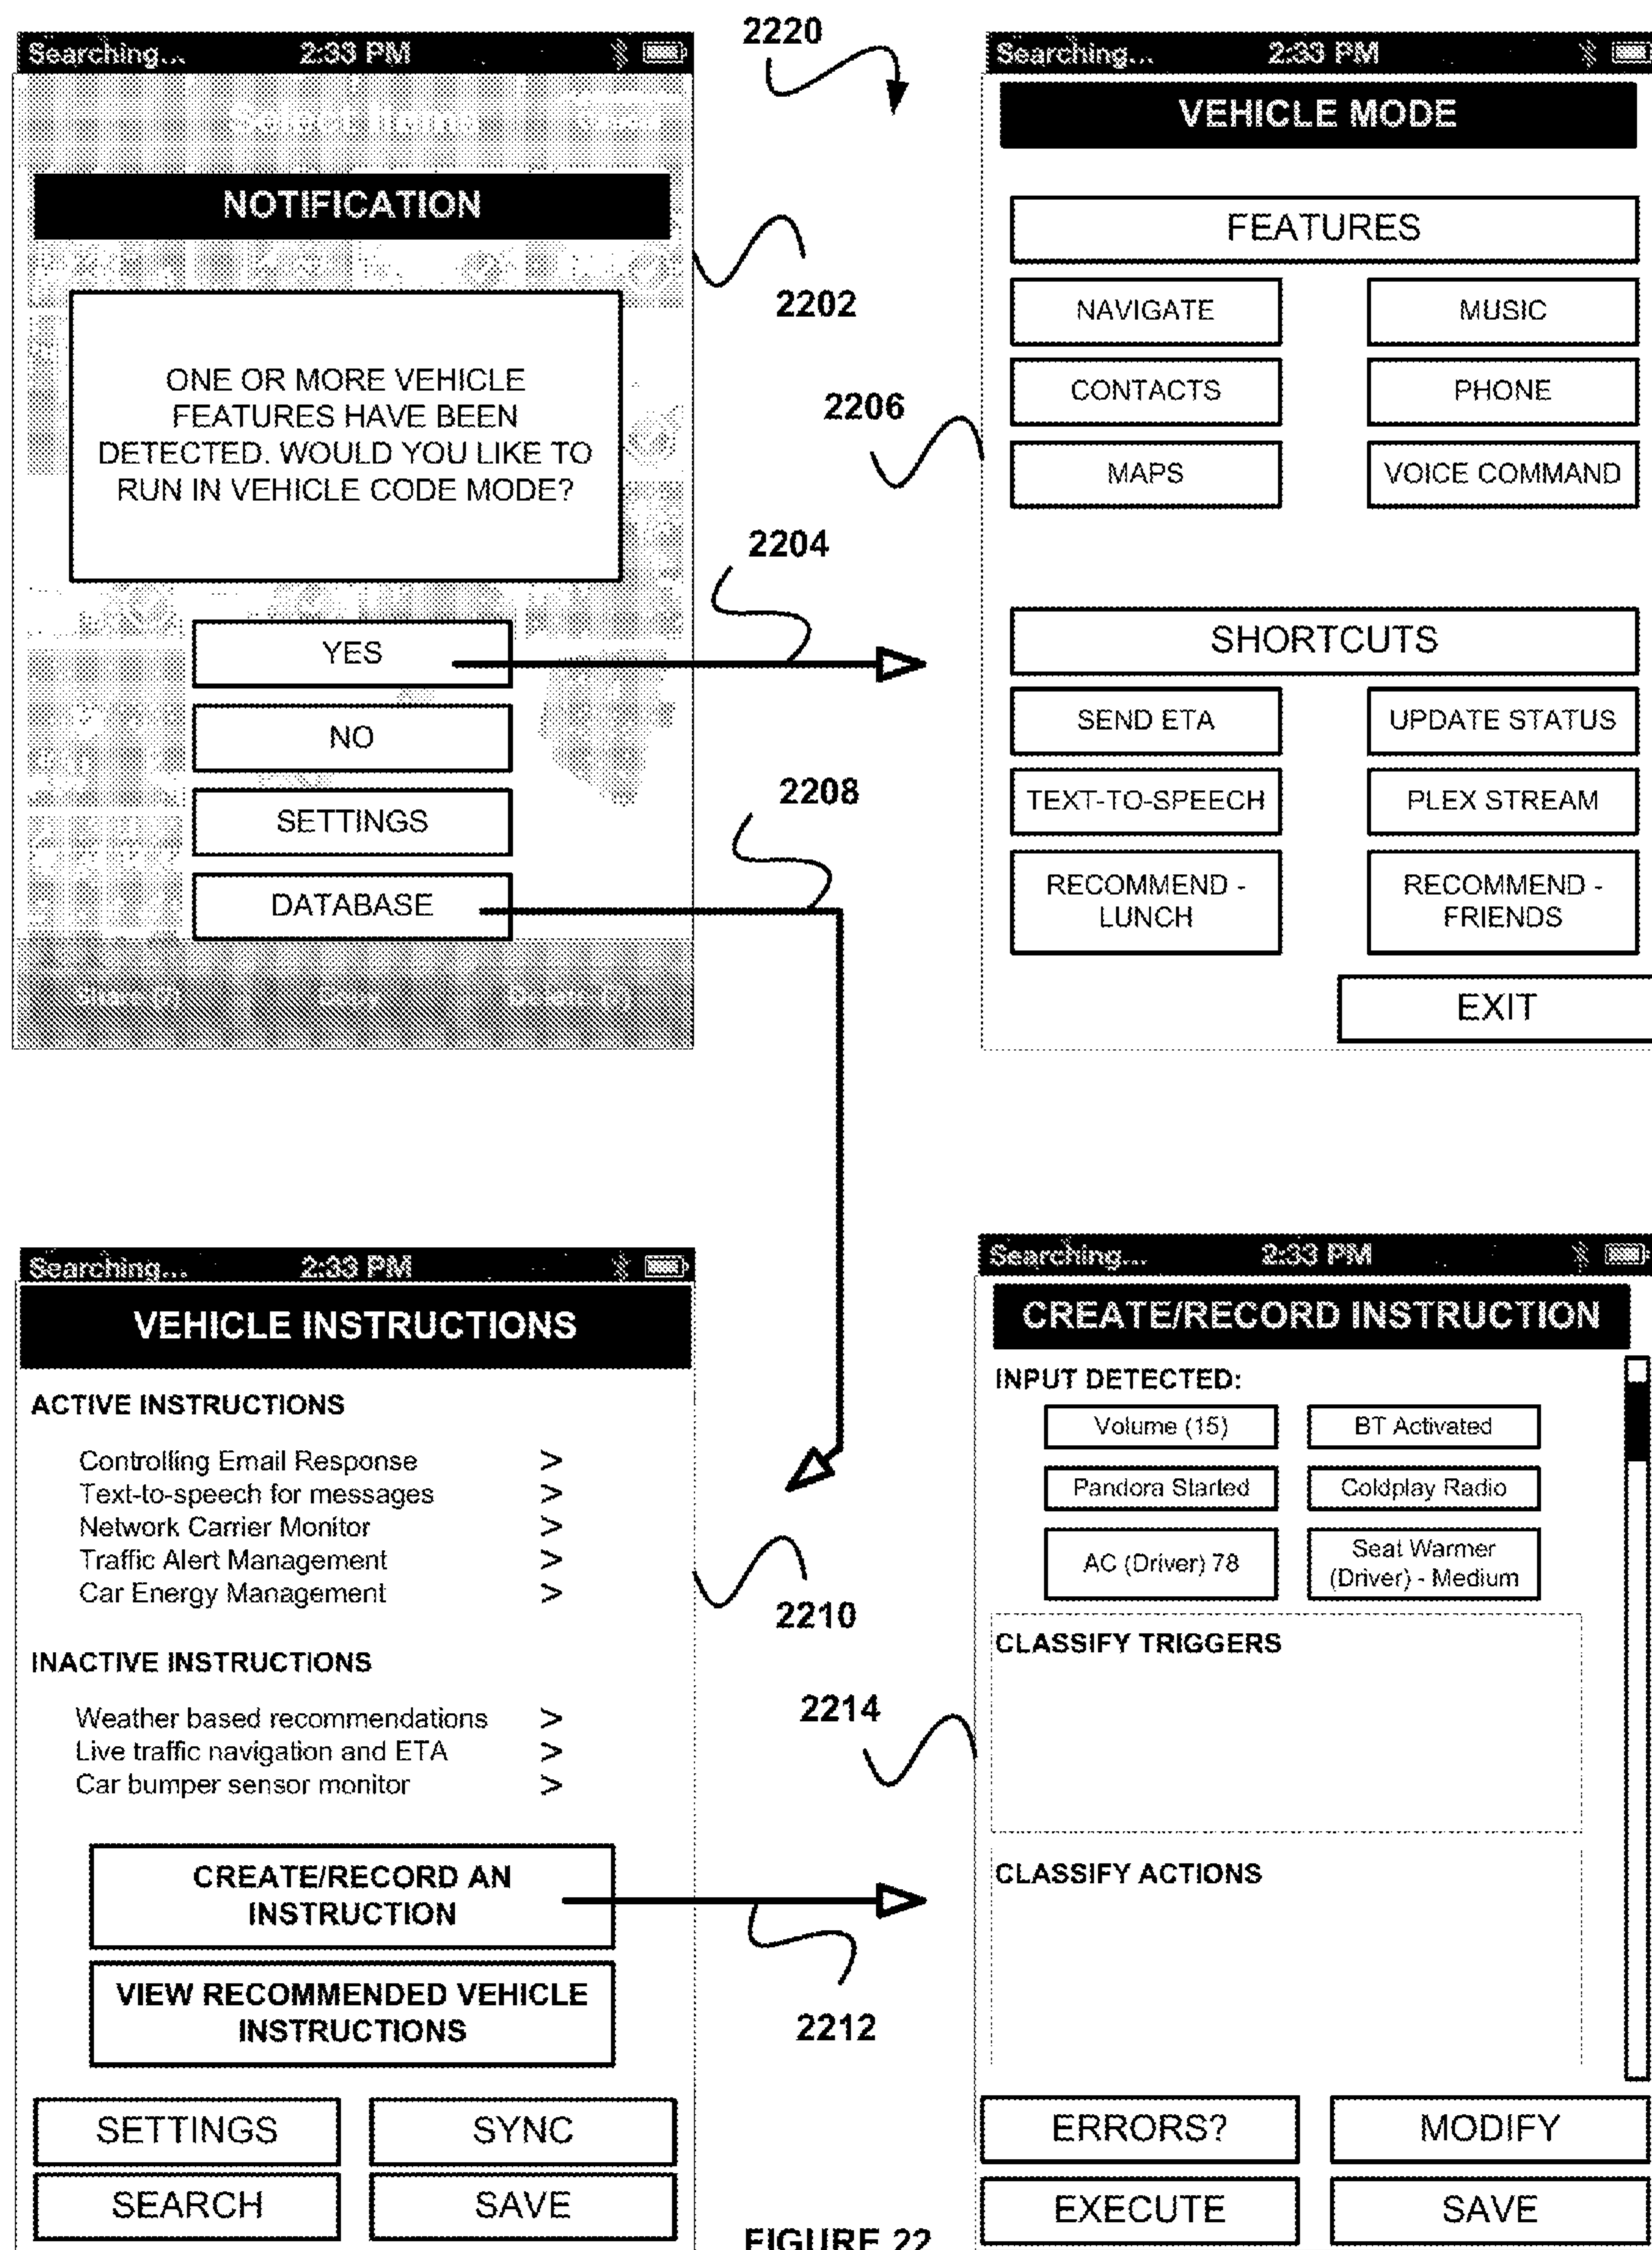 2220
Searching...    2:33 PM
Select Items
NOTIFICATION
2202
ONE OR MORE VEHICLE
FEATURES HAVE BEEN
DETECTED. WOULD YOU LIKE TO
RUN IN VEHICLE CODE MODE?
2204
YES
NO
SETTINGS
2208
DATABASE
Searching...    2:33 PM
VEHICLE MODE
FEATURES
NAVIGATE    MUSIC
2206
CONTACTS    PHONE
MAPS    VOICE COMMAND
SHORTCUTS
SEND ETA    UPDATE STATUS
TEXT-TO-SPEECH    PLEX STREAM
RECOMMEND -    RECOMMEND -
LUNCH    FRIENDS
EXIT
Searching...    2:33 PM
VEHICLE INSTRUCTIONS
ACTIVE INSTRUCTIONS
Controlling Email Response    >
Text-to-speech for messages    >
Network Carrier Monitor    >
Traffic Alert Management    >
Car Energy Management    >
2210
INACTIVE INSTRUCTIONS
Weather based recommendations    >
Live traffic navigation and ETA    >
Car bumper sensor monitor    >
CREATE/RECORD AN
INSTRUCTION
VIEW RECOMMENDED VEHICLE
INSTRUCTIONS
2212
SETTINGS    SYNC
SEARCH    SAVE
Searching...    2:33 PM
CREATE/RECORD INSTRUCTION
INPUT DETECTED:
Volume (15)    BT Activated
Pandora Started    Coldplay Radio
AC (Driver) 78    Seat Warmer
(Driver) - Medium
CLASSIFY TRIGGERS
2214
CLASSIFY ACTIONS
ERRORS?    MODIFY
EXECUTE    SAVE
FIGURE 22